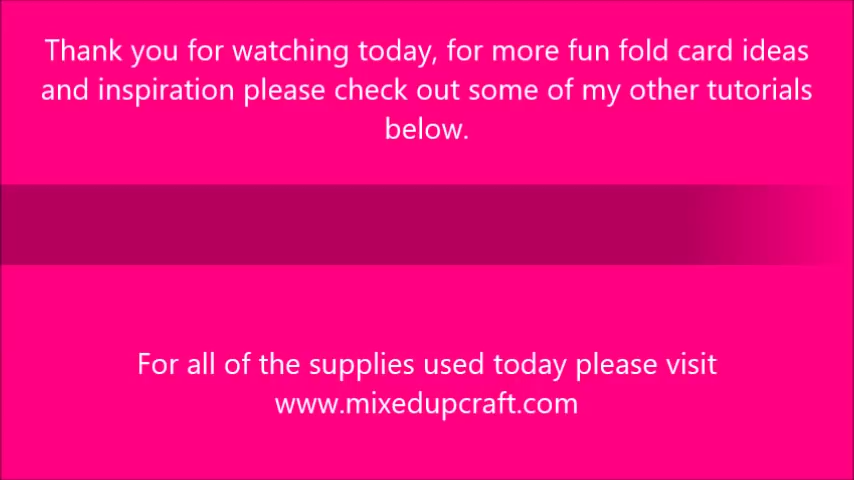 Thank you for watching today, for more fun fold card ideas
and inspiration please check out some of my other tutorials
below.
For all of the supplies used today please visit
www.mixedupcraft.com